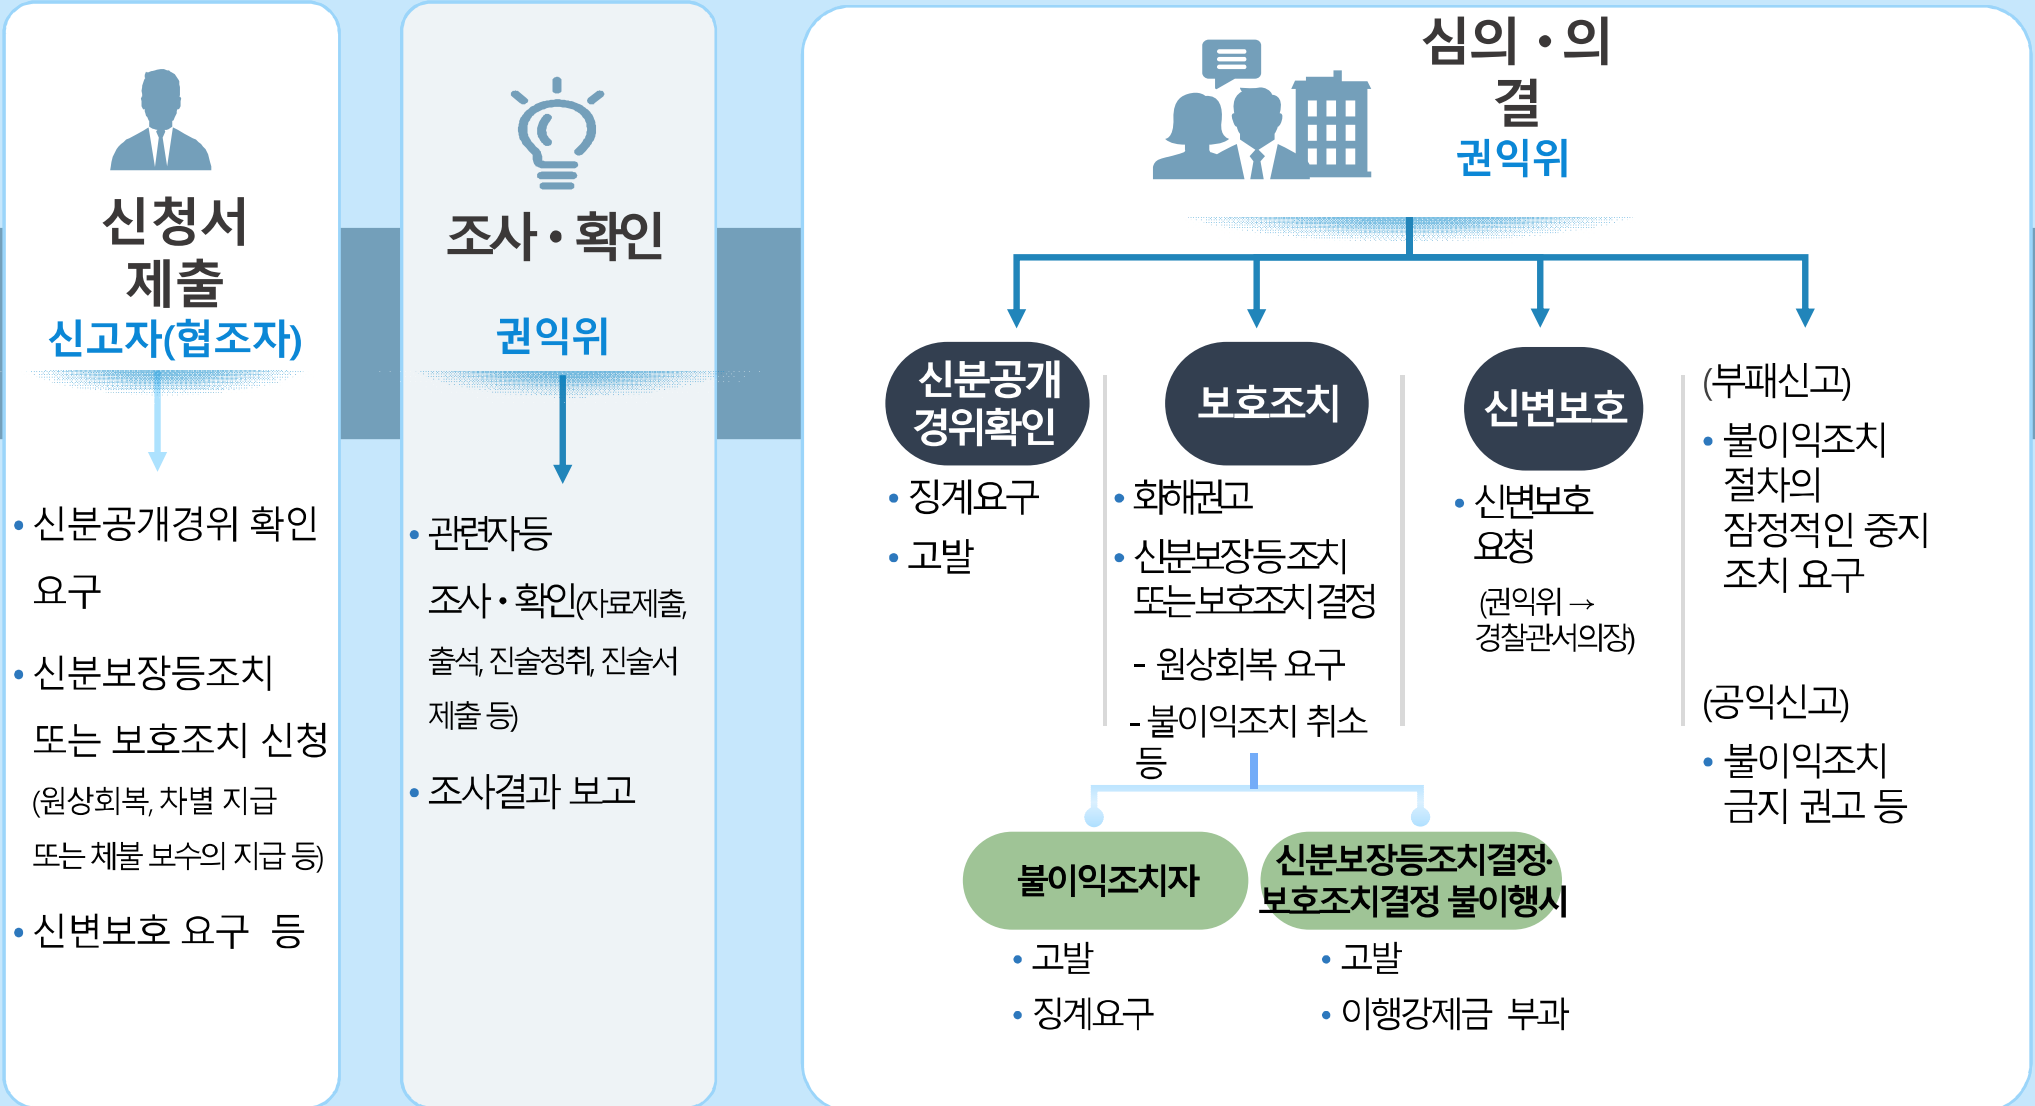 신청서
제출
신고자(협조자)
• 신분공개경위 확인
요구
• 신분보장등조치
또는 보호조치 신청
(원상회복, 차별 지급
또는 체불 보수의 지급 등)
• 신변보호 요구 등
조사・확인
권익위
• 관련자등
조사・확인(자료제출,
출석, 진술청취, 진술서
제출 등)
• 조사결과 보고
심의・의
결
권익위
신분공개
경위확인
• 징계요구
• 고발
보호조치
• 화해권고
• 신분보장등조치
또는보호조치결정
- 원상회복 요구
- 불이익조치 취소
등
신변보호
• 신변보호
요청
(권익위 →
경찰관서의장)
(부패신고)
• 불이익조치
절차의
잠정적인 중지
조치 요구
(공익신고)
• 불이익조치
금지 권고 등
불이익조치자
• 고발
• 징계요구
신분보장등조치결정·
보호조치결정 불이행시
• 고발
• 이행강제금 부과